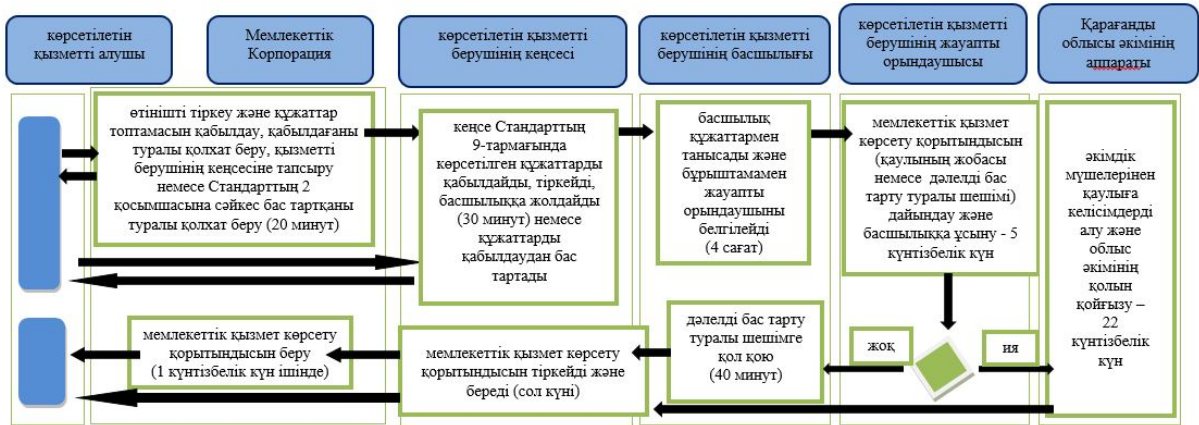 көрсетілетін
қызметті алушы
Мемлекеттік
Корпорация
көрсетілетін қызметті
берушінің кеңсесі
көрсетілетін қызметті
берушінің басшылығы
көрсетілетін қызметті
берушінің жауапты
орындаушысы
Қарағанды
облысы әкімінің
аппараты
өтінішті тіркеу және құжаттар
топтамасын қабылдау, қабылдағаны
туралы қолхат беру, қызметті
берушінің кеңсесіне тапсыру
немесе Стандарттың 2
қосымшасына сәйкес бас тартқаны
туралы қолхат беру (20 минут)
кеңсе Стандарттың
9-тармағында
көрсетілген құжаттарды
қабылдайды, тіркейді,
басшылыққа жолдайды
(30 минут) немесе
құжаттарды
қабылдаудан бас
тартады
басшылық
құжаттармен
танысады және
бұрыштамамен
жауапты
орындаушыны
белгілейді
(4 сағат)
мемлекеттік қызмет
көрсету қорытындысын
(қаулының жобасы
немесе дәлелді бас
тарту туралы шешімі)
дайындау және
басшылыққа ұсыну - 5
күнтізбелік күн
әкімдік
мүшелерінен
қаулыға
келісімдерді
алу және
облыс
әкімінің
қолын
қойғызу –
22
күнтізбелік
күн
мемлекеттік қызмет көрсету
қорытындысын беру
(1 күнтізбелік күн ішінде)
мемлекеттік қызмет көрсету
қорытындысын тіркейді және
береді (сол күні)
дәлелді бас тарту
туралы шешімге
қол қою
(40 минут)
жоқ
ия